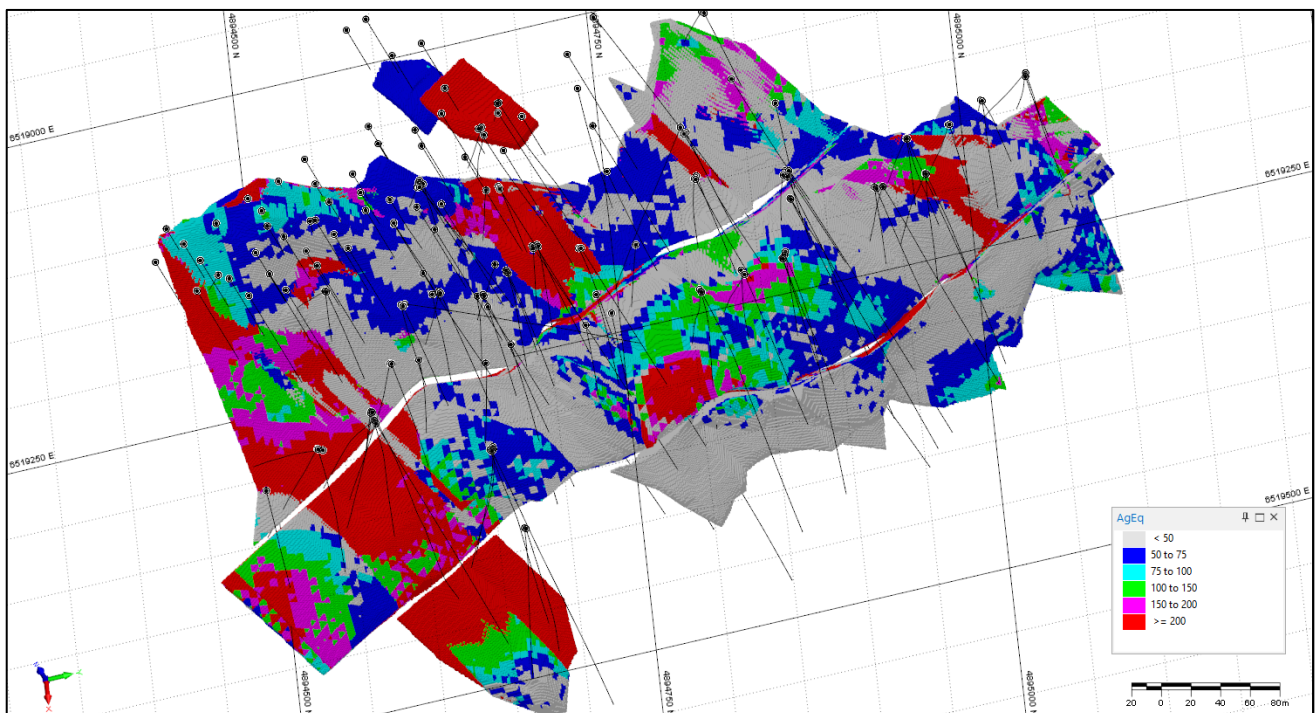 4894500 N
4894750 N
4895000 N
6519000 E
6519250 E
6519250 E
6519500 E
AgEq
< 50
50 to 75
75 to 100
100 to 150
150 to 200
>= 200
4894500 N
4894750 N
4895000 N
20 0 20 40 60 80m